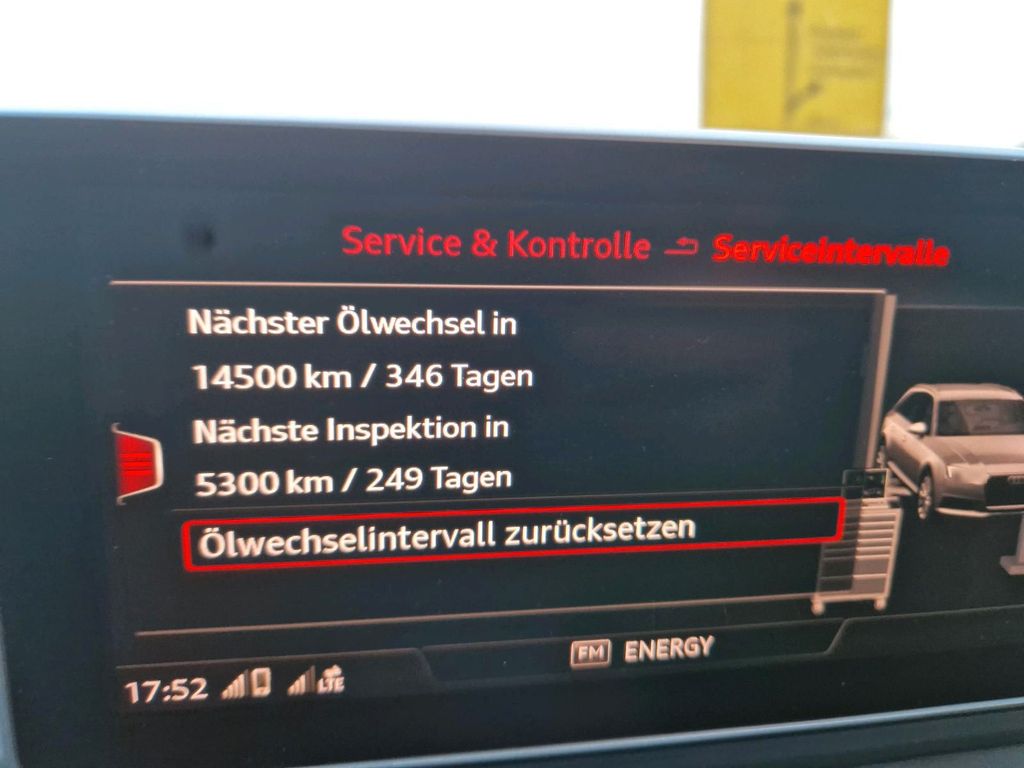 Service & Kontrolle Serviceintervalle
Nächster Ölwechsel in
14500 km / 346 Tagen
Nächste Inspektion in
5300 km / 249 Tagen
Ölwechselintervall zurücksetzen
FM ENERGY
17:52 LTE